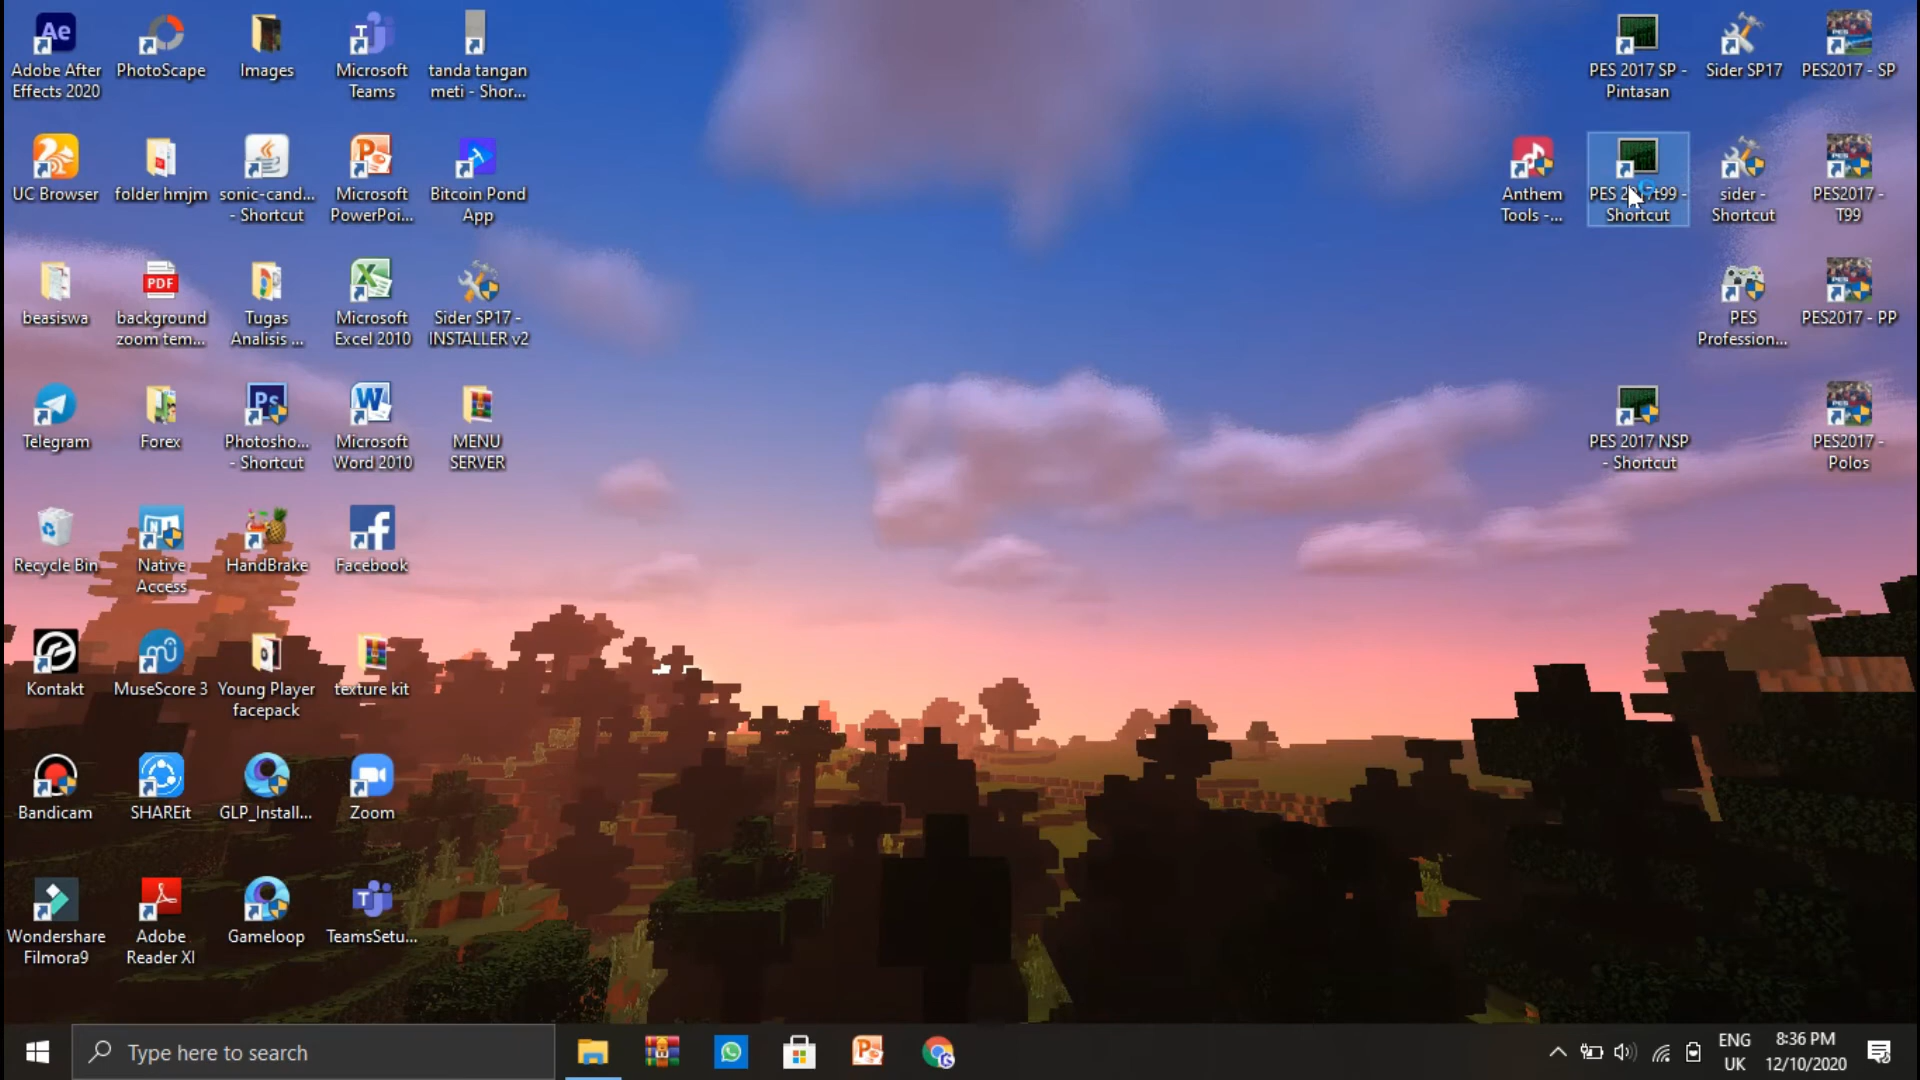 Adobe After
Effects 2020
PhotoScape
Images
Microsoft
Teams
tanda tangan
meti - Shor...
PES 2017 SP -
Pintasan
Sider SP17
PES2017 - SP
UC Browser
folder hmjm
sonic-cand...
- Shortcut
Microsoft
PowerPoi...
Bitcoin Pond
App
Anthem
Tools -...
Shortcut
sider -
Shortcut
PES2017 -
T99
beasiswa
PDF
background
zoom tem...
Tugas
Analisis ...
Microsoft
Excel 2010
Sider SP17 -
INSTALLER v2
PES
Profession...
PES2017 - PP
Telegram
Forex
Photosho...
- Shortcut
Microsoft
Word 2010
MENU
SERVER
PES 2017 NSP
- Shortcut
PES2017 -
Polos
Recycle Bin
Native
Access
HandBrake
Facebook
Kontakt
MuseScore 3
Young Player
facepack
texture kit
Bandicam
SHAREit
GLP_Install...
Zoom
Wondershare
Filmora9
Adobe
Reader XI
Gameloop
TeamsSetu...
Type here to search
ENG
UK
8:36 PM
12/10/2020